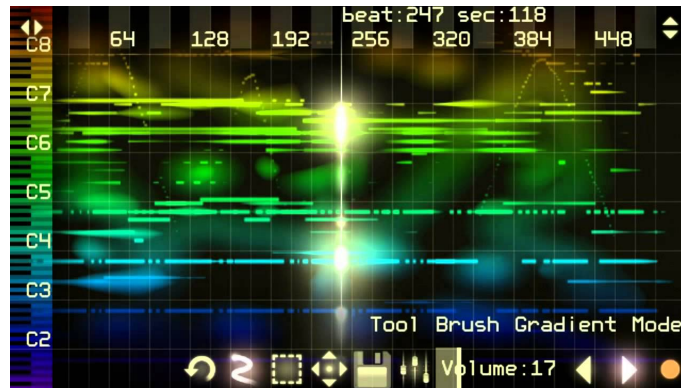 beat:247 sec:118
64 128 192 256 320 384 448
C8
C7
C6
C5
C4
C3
C2
Tool Brush Gradient Mode
Volume:17